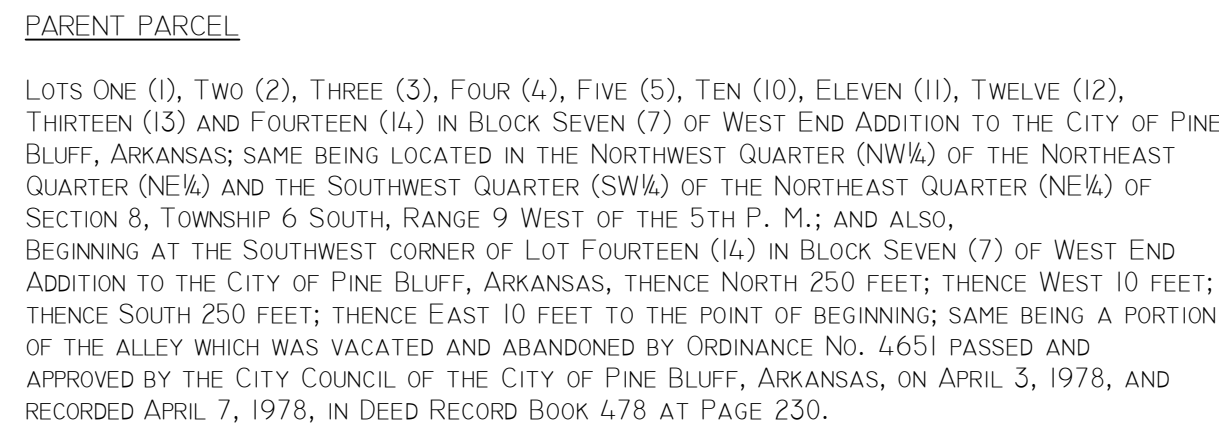 PARENT PARCEL
Lots One (1), Two (2), Three (3), Four (4), Five (5), Ten (10), Eleven (11), Twelve (12),
Thirteen (13) and Fourteen (14) in Block Seven (7) of West End Addition to the City of Pine
Bluff, Arkansas; same being located in the Northwest Quarter (NW¼) of the Northeast
Quarter (NE¼) and the Southwest Quarter (SW¼) of the Northeast Quarter (NE¼) of
Section 8, Township 6 South, Range 9 West of the 5th P. M.; and also,
Beginning at the Southwest corner of Lot Fourteen (14) in Block Seven (7) of West End
Addition to the City of Pine Bluff, Arkansas, thence North 250 feet; thence West 10 feet;
thence South 250 feet; thence East 10 feet to the point of beginning; same being a portion
of the alley which was vacated and abandoned by Ordinance No. 4651 passed and
approved by the City Council of the City of Pine Bluff, Arkansas, on April 3, 1978, and
recorded April 7, 1978, in Deed Record Book 478 at Page 230.